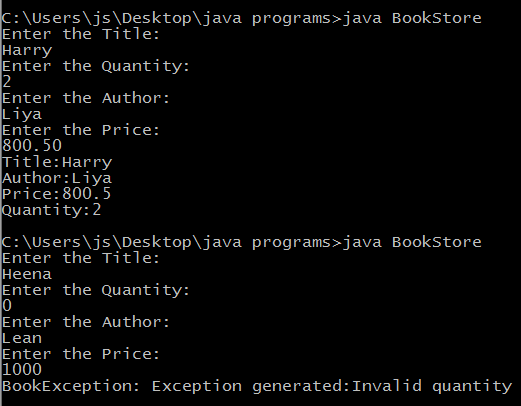 C:\Users\js\Desktop\java programs>java BookStore
Enter the Title:
Harry
Enter the Quantity:
2
Enter the Author:
Liya
Enter the Price:
800.50
Title:Harry
Author:Liya
Price:800.5
Quantity:2
C:\Users\js\Desktop\java programs>java BookStore
Enter the Title:
Heena
Enter the Quantity:
0
Enter the Author:
Lean
Enter the Price:
1000
BookException: Exception generated:Invalid quantity